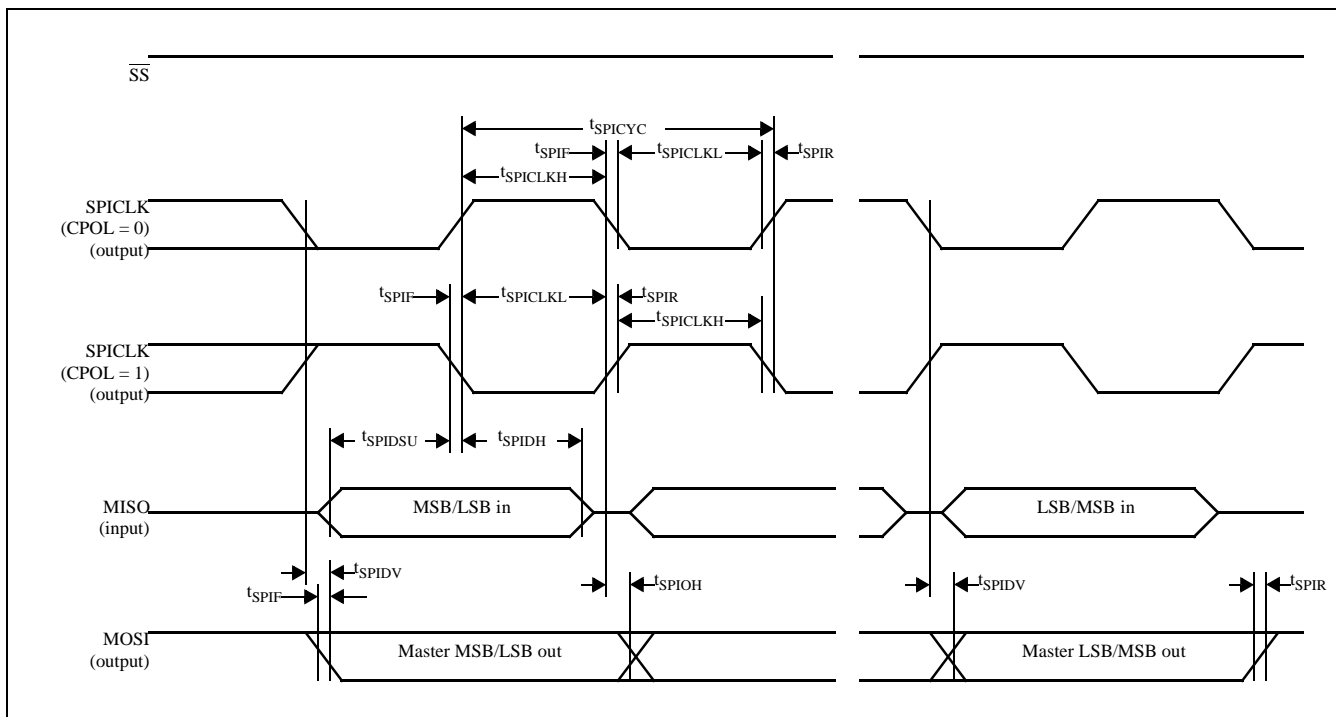 SS
tSPICYC
tSPIF tSPICLKL tSPIR
tSPICLKH
SPICLK
(CPOL = 0)
(output)
tSPIF tSPICLKL tSPIR
tSPICLKH
SPICLK
(CPOL = 1)
(output)
tSPIDSU tSPIDH
MISO
(input)
MSB/LSB in
LSB/MSB in
tSPIDV
tSPIF
tSPIOH
tSPIDV
tSPIR
MOSI
(output)
Master MSB/LSB out
Master LSB/MSB out